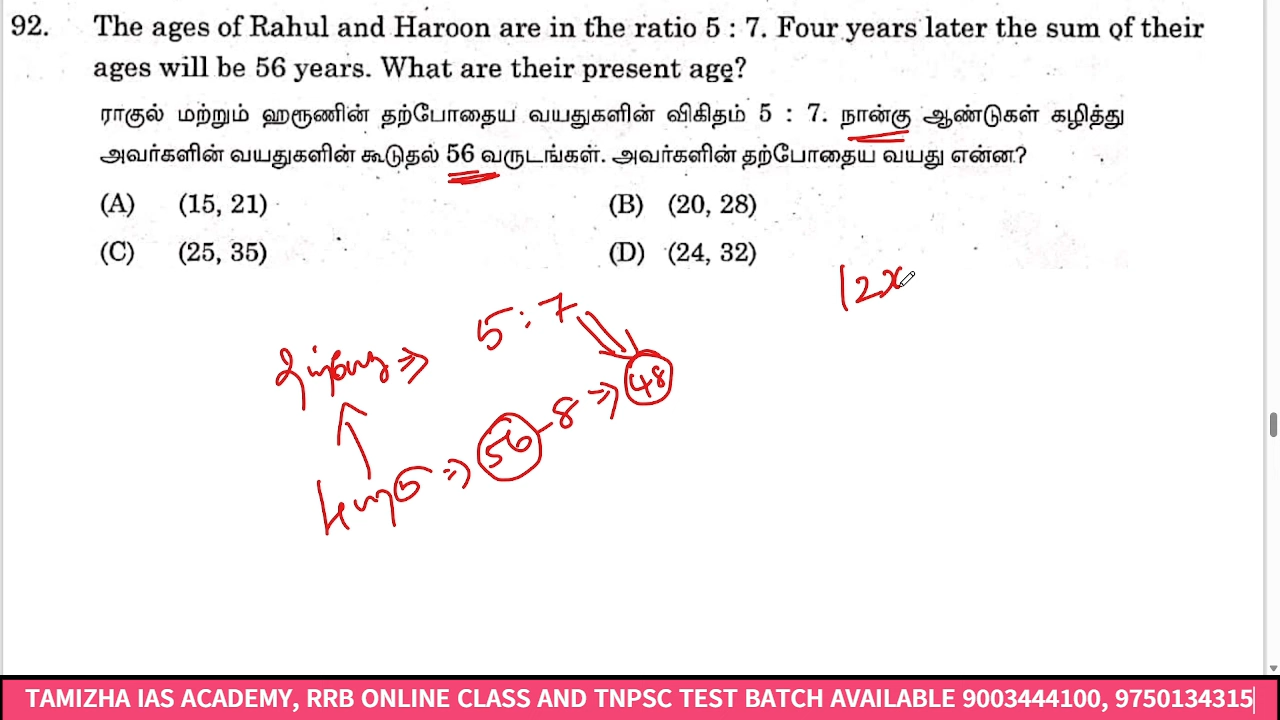 92. The ages of Rahul and Haroon are in the ratio 5 : 7. Four years later the sum of their
ages will be 56 years. What are their present age?
ராகுல் மற்றும் ஹரூணின் தற்போதைய வயதுகளின் விகிதம் 5 : 7. நான்கு ஆண்டுகள் கழித்து
அவர்களின் வயதுகளின் கூடுதல் 56 வருடங்கள். அவர்களின் தற்போதைய வயது என்ன?
(A) (15, 21) (B) (20, 28)
(C) (25, 35) (D) (24, 32)
12x
5 : 7
⇒
56 - 8 ⇒ 48
4 years ⇒
TAMIZHA IAS ACADEMY, RRB ONLINE CLASS AND TNPSC TEST BATCH AVAILABLE 9003444100, 9750134315